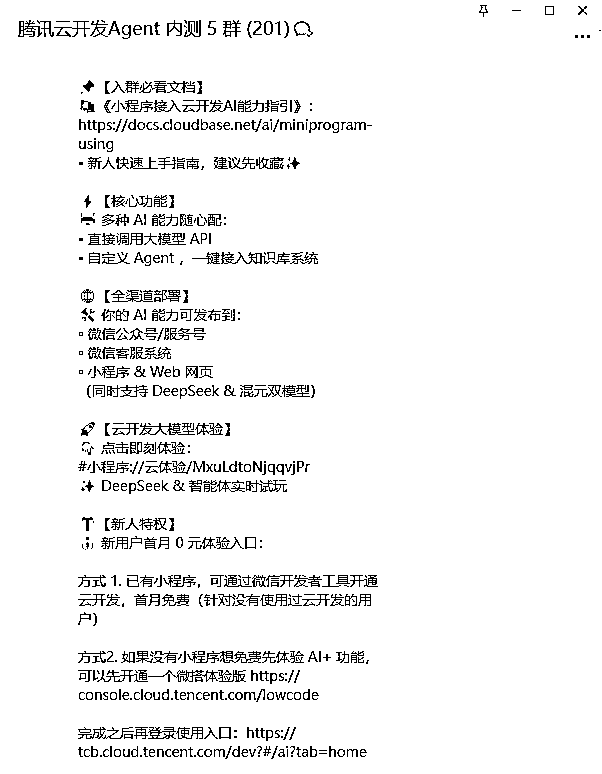 腾讯云开发Agent 内测 5 群 (201)
📌【入群必看文档】
《小程序接入云开发AI能力指引》:
https://docs.cloudbase.net/ai/miniprogram-
using
▪ 新人快速上手指南，建议先收藏✨
⚡【核心功能】
多种 AI 能力随心配:
▪ 直接调用大模型 API
▪ 自定义 Agent ，一键接入知识库系统
🌐【全渠道部署】
🛠 你的 AI 能力可发布到:
▫ 微信公众号/服务号
▫ 微信客服系统
▫ 小程序 & Web 网页
（同时支持 DeepSeek & 混元双模型）
🚀【云开发大模型体验】
👇 点击即刻体验:
#小程序://云体验/MxuLdtoNjqqvjPr
✨ DeepSeek & 智能体实时试玩
【新人特权】
新用户首月 0 元体验入口:
方式 1. 已有小程序，可通过微信开发者工具开通
云开发，首月免费（针对没有使用过云开发的用
户）
方式2. 如果没有小程序想免费先体验 AI+ 功能，
可以先开通一个微搭体验版 https://
console.cloud.tencent.com/lowcode
完成之后再登录使用入口：https://
tcb.cloud.tencent.com/dev?#/ai?tab=home